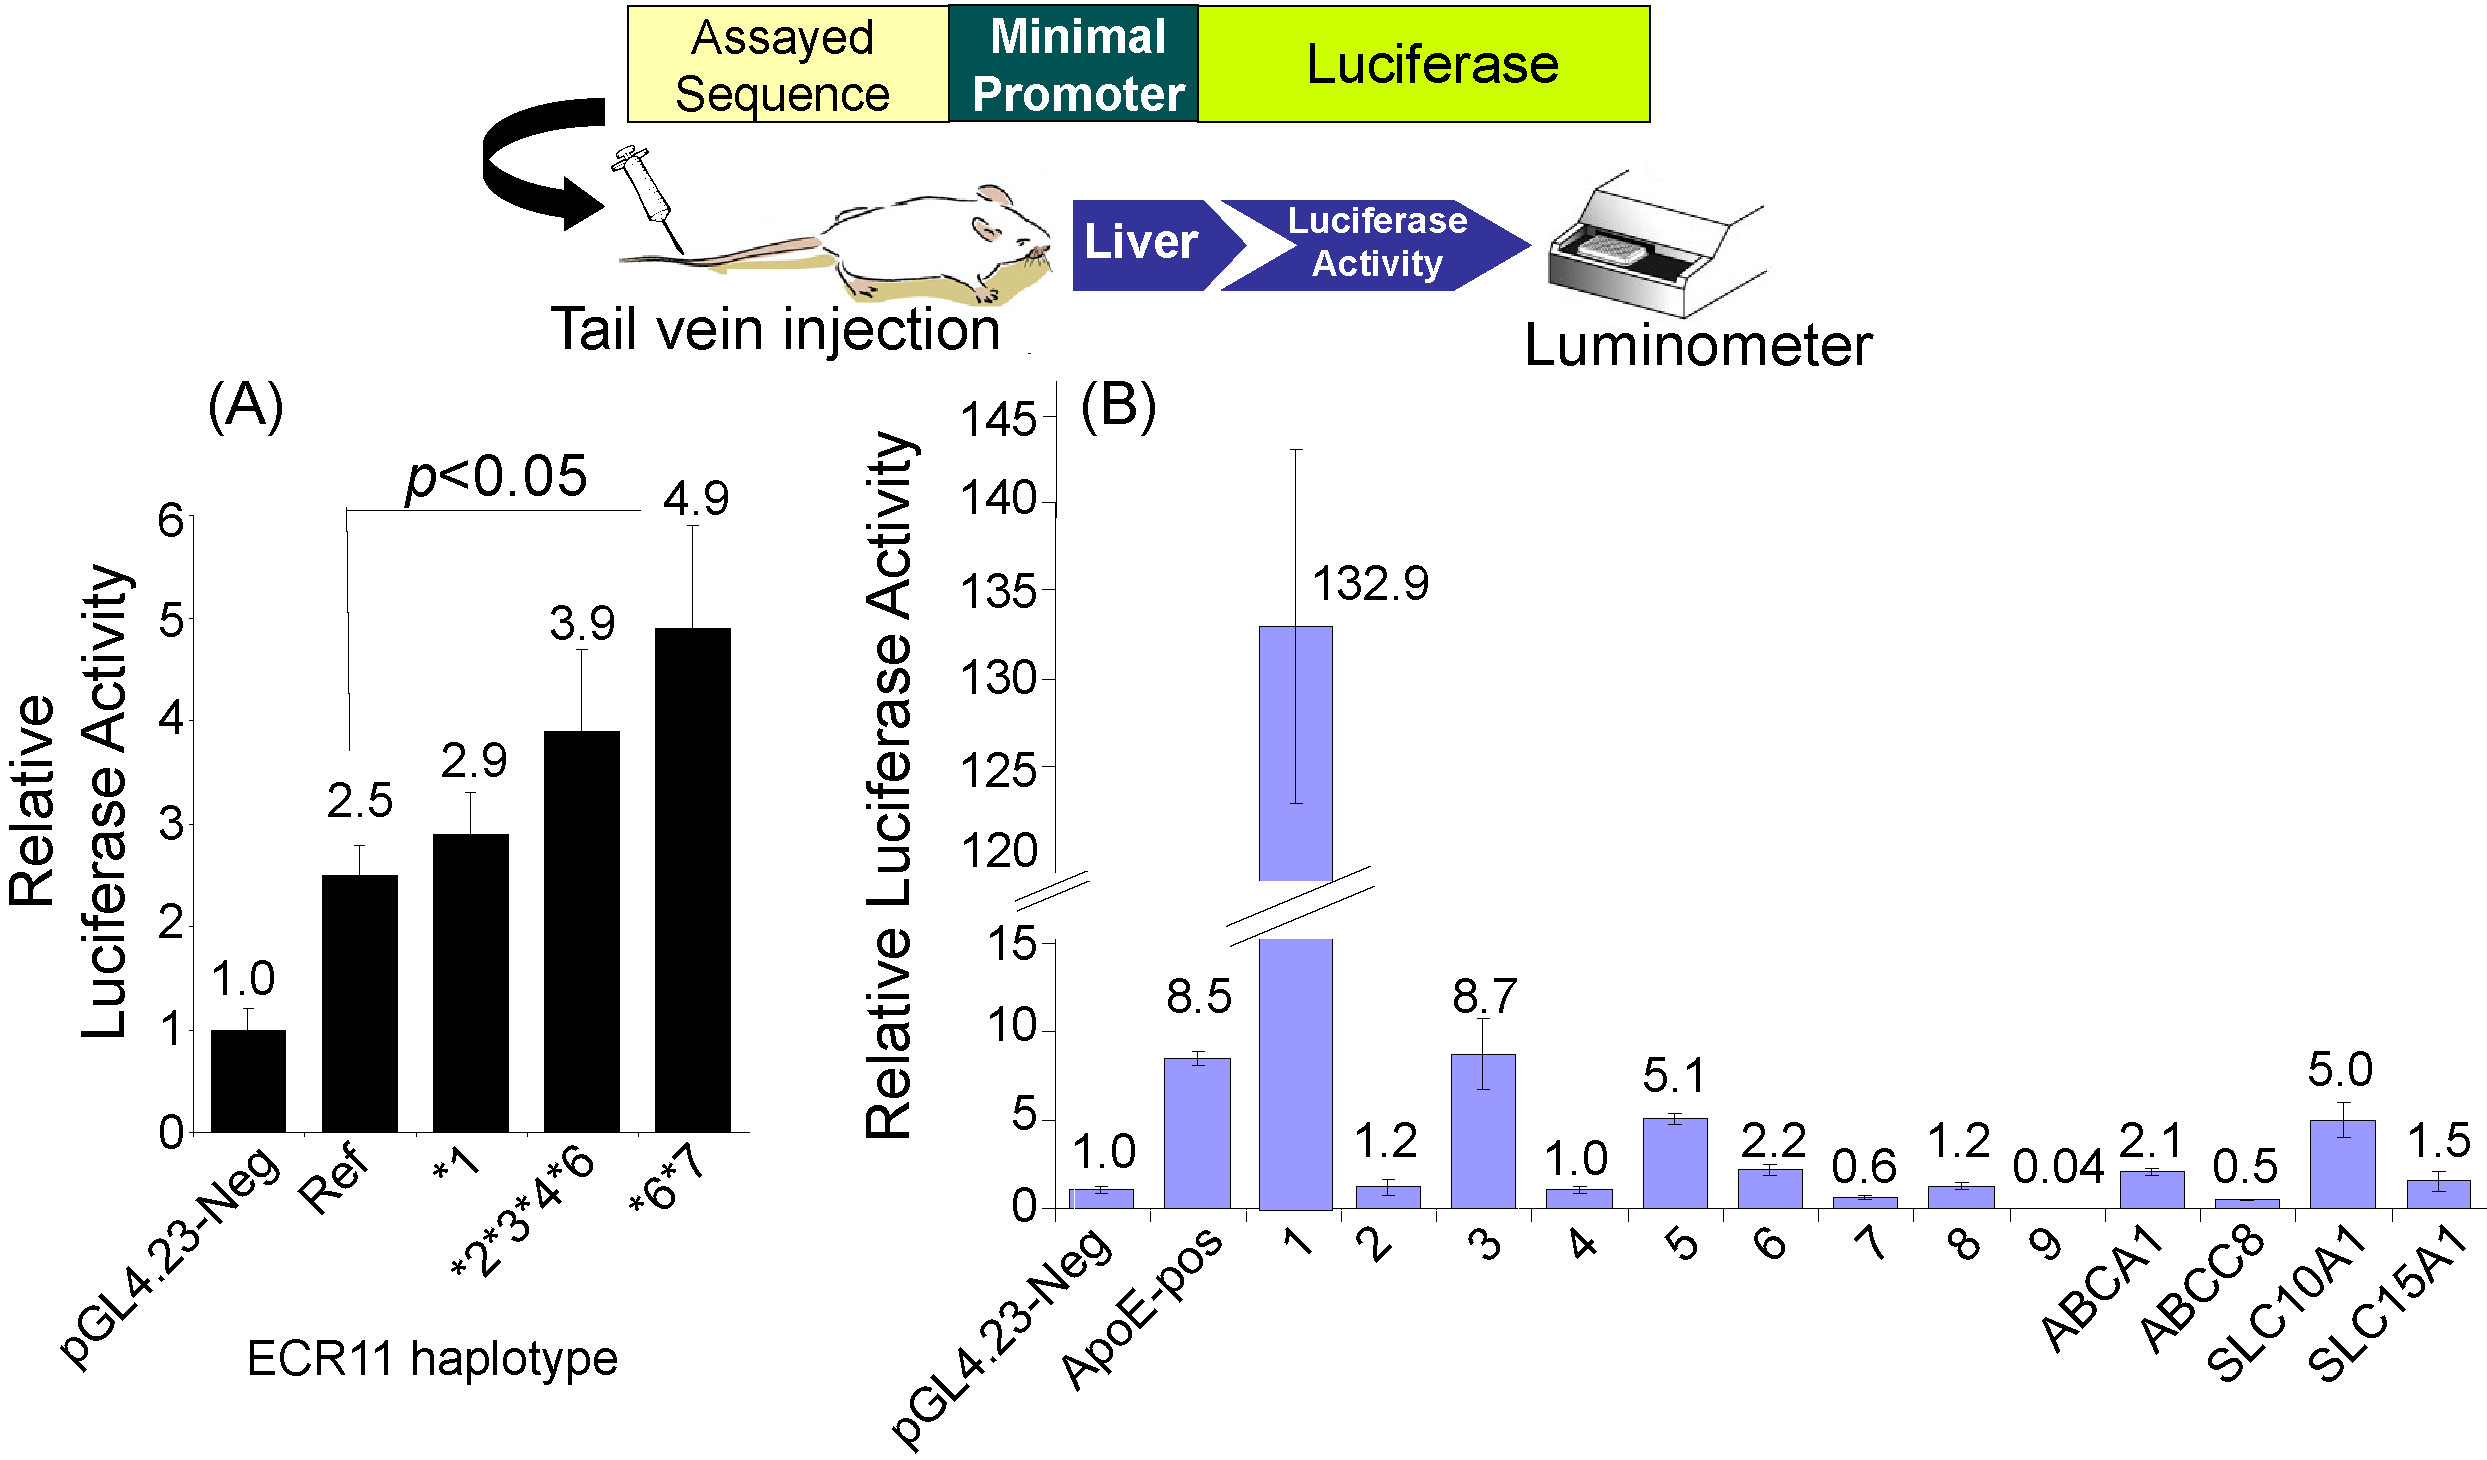 Assayed
Sequence
Minimal
Promoter
Luciferase
Liver
Luciferase
Activity
Tail vein injection
Luminometer
(A)
p<0.05
Relative
Luciferase Activity
6
5
4
3
2
1
0
1.0
2.5
2.9
3.9
4.9
pGL4.23-Neg
Ref
*1
*2*3*4*6
*6*7
ECR11 haplotype
(B)
Relative Luciferase Activity
145
140
135
130
125
120
15
10
5
0
1.0
8.5
132.9
1.2
8.7
1.0
5.1
2.2
0.6
1.2
0.04
2.1
0.5
5.0
1.5
pGL4.23-Neg
ApoE-pos
1
2
3
4
5
6
7
8
9
ABCA1
ABCC8
SLC10A1
SLC15A1